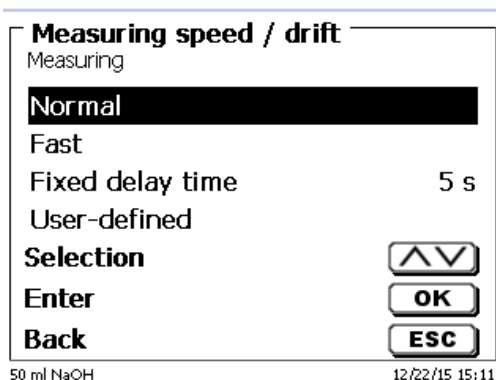 Measuring speed / drift
Measuring
Normal
Fast
Fixed delay time 5 s
User-defined
Selection
Enter OK
Back ESC
50 ml NaOH 12/22/15 15:11